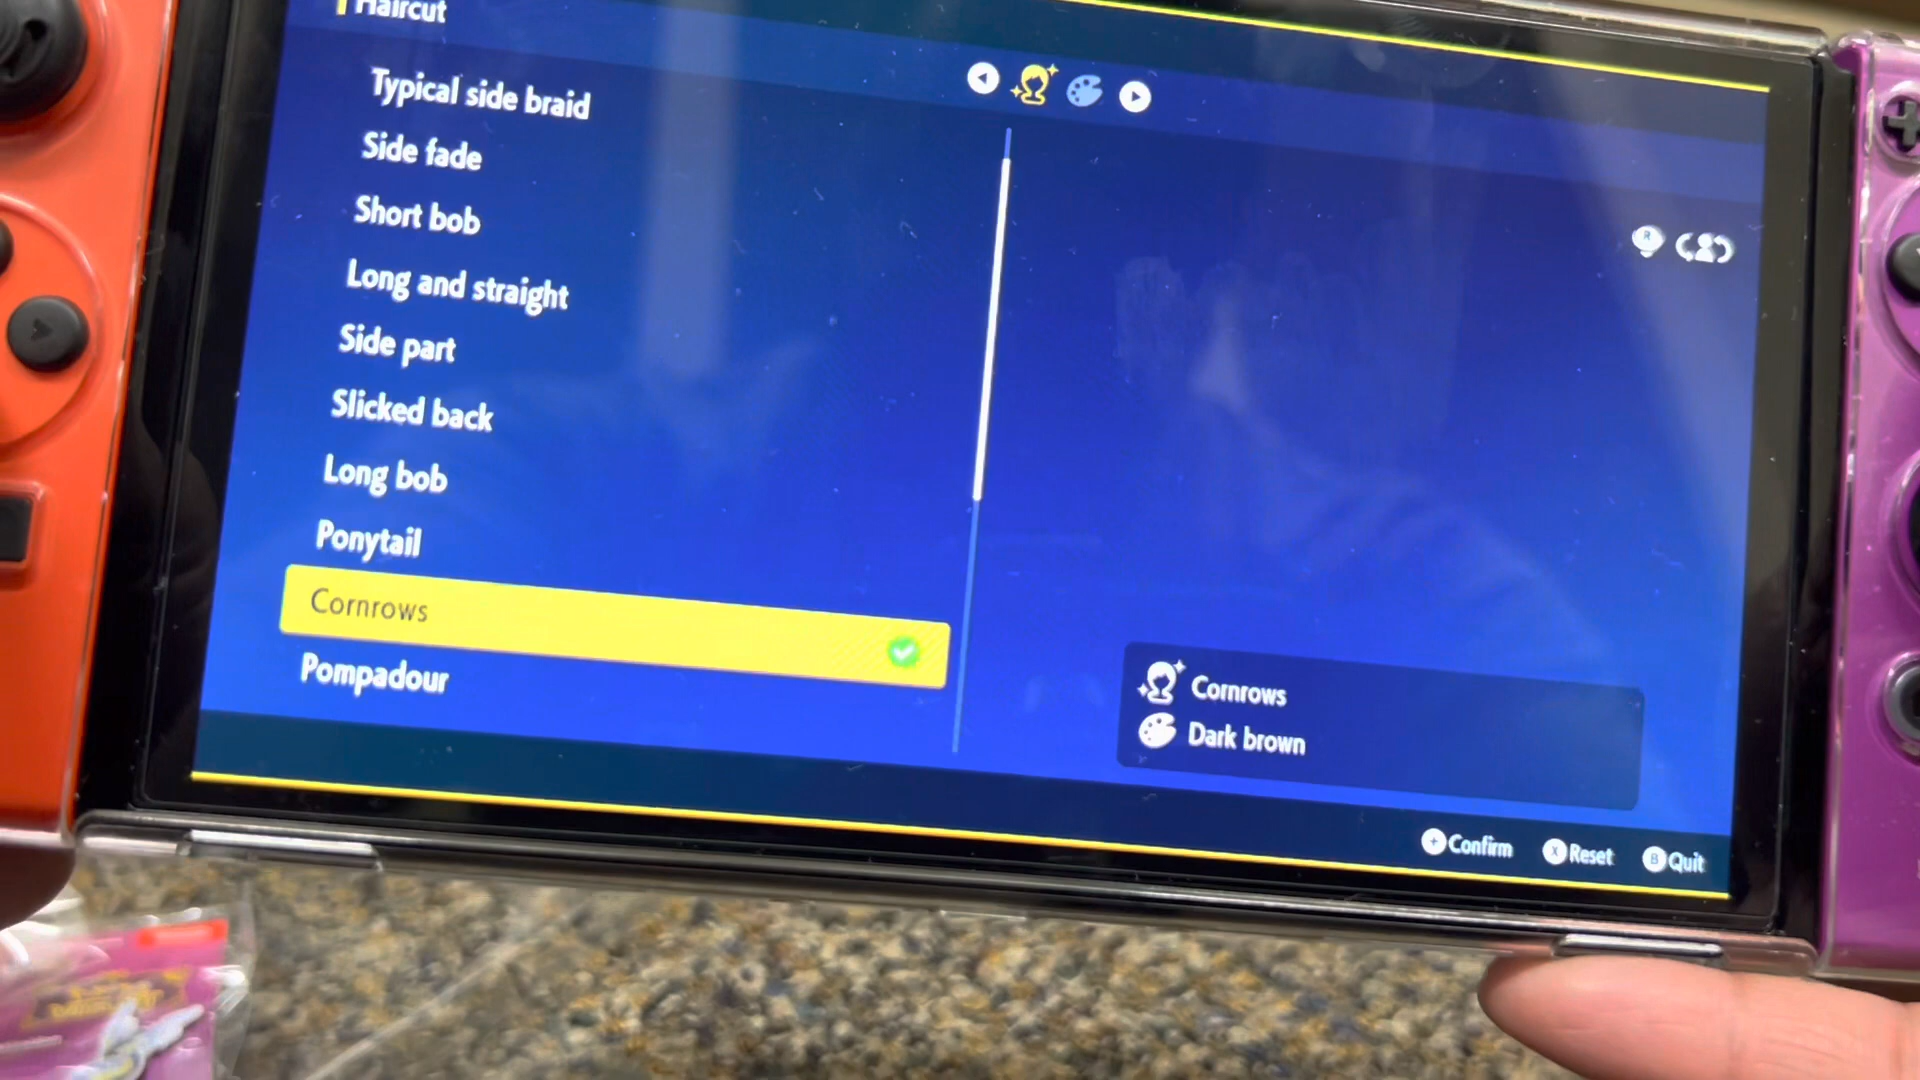 Haircut
Typical side braid
Side fade
Short bob
Long and straight
Side part
Slicked back
Long bob
Ponytail
Cornrows
Pompadour
R
Cornrows
Dark brown
+ Confirm
X Reset
B Quit